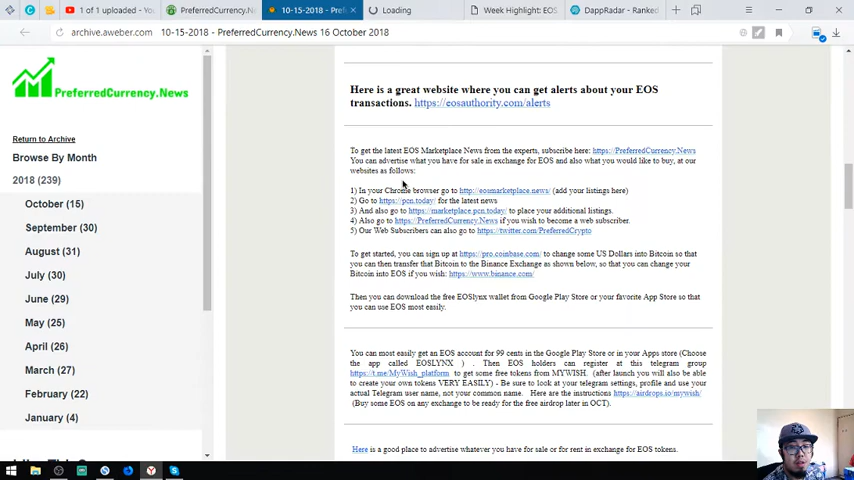 1 of 1 uploaded - Yo
PreferredCurrency.N
10-15-2018 - Pref
Loading
Week Highlight: EOS
DappRadar - Ranked
archive.aweber.com 10-15-2018 - PreferredCurrency.News 16 October 2018
PreferredCurrency.News
Return to Archive
Browse By Month
2018 (239)
October (15)
September (30)
August (31)
July (30)
June (29)
May (25)
April (26)
March (27)
February (22)
January (4)
Here is a great website where you can get alerts about your EOS
transactions. https://eosauthority.com/alerts
To get the latest EOS Marketplace News from the experts, subscribe here: https://PreferredCurrency.News
You can advertise what you have for sale in exchange for EOS and also what you would like to buy, at our
websites as follows:
1) In your Chrome browser go to http://eosmarketplace.news/ (add your listings here)
2) Go to https://pcn.today/ for the latest news
3) And also go to https://marketplace.pcn.today/ to place your additional listings.
4) Also go to https://PreferredCurrency.News if you wish to become a web subscriber.
5) Our Web Subscribers can also go to https://twitter.com/PreferredCrypto
To get started, you can sign up at https://pro.coinbase.com/ to change some US Dollars into Bitcoin so that
you can then transfer that Bitcoin to the Binance Exchange as shown below, so that you can change your
Bitcoin into EOS if you wish: https://www.binance.com/
Then you can download the free EOSlynx wallet from Google Play Store or your favorite App Store so that
you can use EOS most easily.
You can most easily get an EOS account for 99 cents in the Google Play Store or in your Apps store (Choose
the app called EOSLYNX ) . Then EOS holders can register at this telegram group
https://t.me/MyWish_platform to get some free tokens from MYWISH. (after launch you will also be able
to create your own tokens VERY EASILY) - Be sure to look at your telegram settings, profile and use your
actual Telegram user name, not your common name. Here are the instructions https://airdrops.io/mywish/
(Buy some EOS on any exchange to be ready for the free airdrop later in OCT).
Here is a good place to advertise whatever you have for sale or for rent in exchange for EOS tokens.